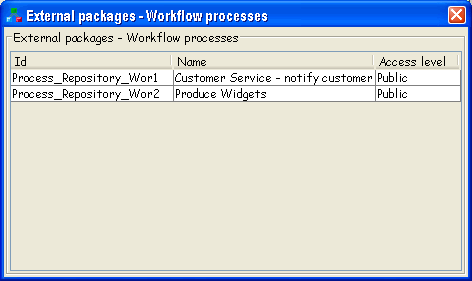 External packages - Workflow processes
External packages - Workflow processes
Id Name Access level
Process_Repository_Wor1 Customer Service - notify customer Public
Process_Repository_Wor2 Produce Widgets Public